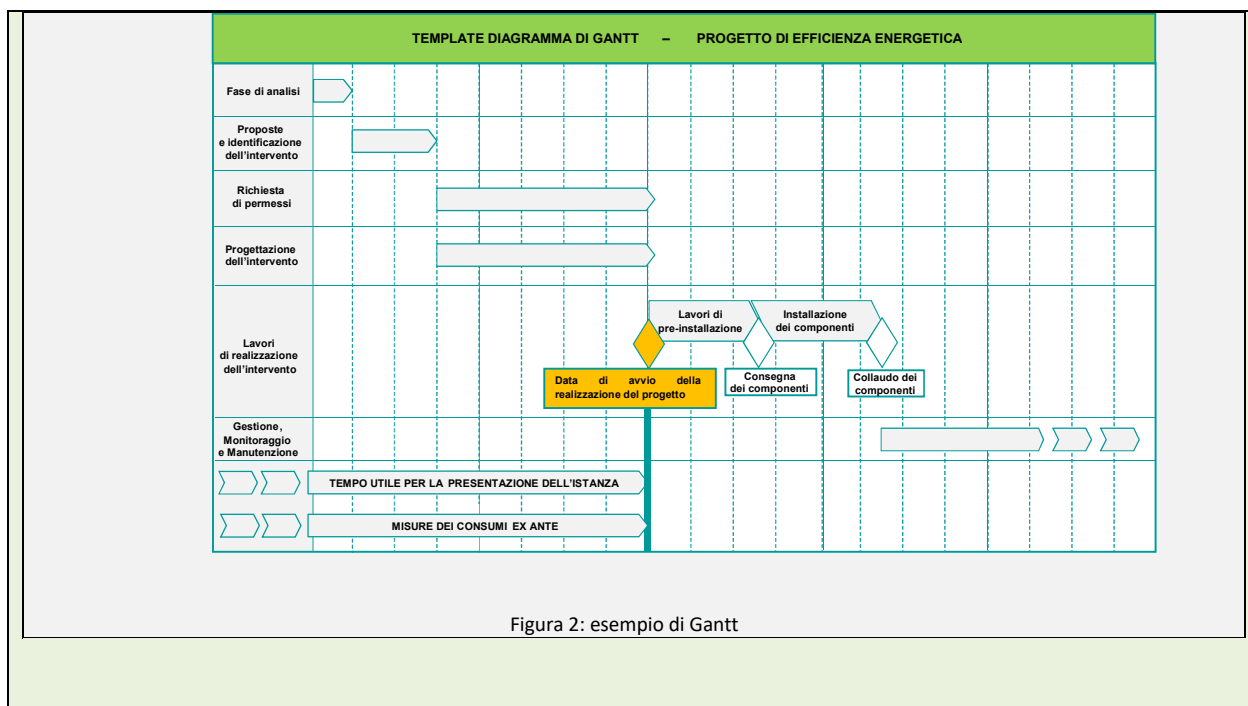 TEMPLATE DIAGRAMMA DI GANTT – PROGETTO DI EFFICIENZA ENERGETICA
Fase di analisi
Proposte
e identificazione
dell'intervento
Richiesta
di permessi
Progettazione
dell'intervento
Lavori
di realizzazione
dell'intervento
Lavori di
pre-installazione
Installazione
dei componenti
Data di avvio della
realizzazione del progetto
Consegna
dei componenti
Collaudo dei
componenti
Gestione,
Monitoraggio
e Manutenzione
TEMPO UTILE PER LA PRESENTAZIONE DELL'ISTANZA
MISURE DEI CONSUMI EX ANTE
Figura 2: esempio di Gantt